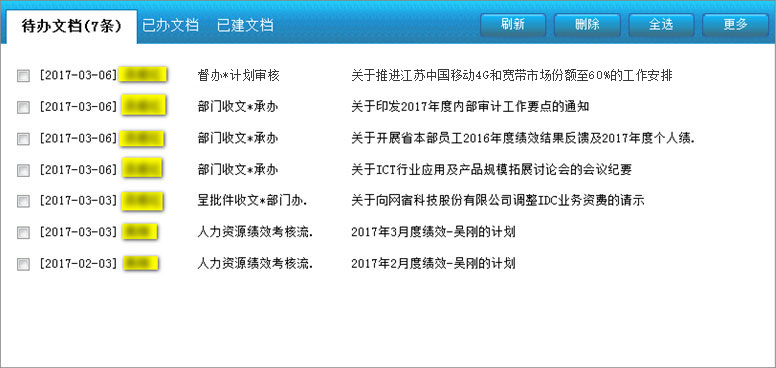 待办文档(7条) 已办文档 已建文档 刷新 删除 全选 更多
[2017-03-06] 督办*计划审核 关于推进江苏中国移动4G和宽带市场份额至60%的工作安排
[2017-03-06] 部门收文*承办 关于印发2017年度内部审计工作要点的通知
[2017-03-06] 部门收文*承办 关于开展省本部员工2016年度绩效结果反馈及2017年度个人绩.
[2017-03-06] 部门收文*承办 关于ICT行业应用及产品规模拓展讨论会的会议纪要
[2017-03-03] 呈批件收文*部门办. 关于向网宿科技股份有限公司调整IDC业务资费的请示
[2017-03-03] 人力资源绩效考核流. 2017年3月度绩效-吴刚的计划
[2017-02-03] 人力资源绩效考核流. 2017年2月度绩效-吴刚的计划